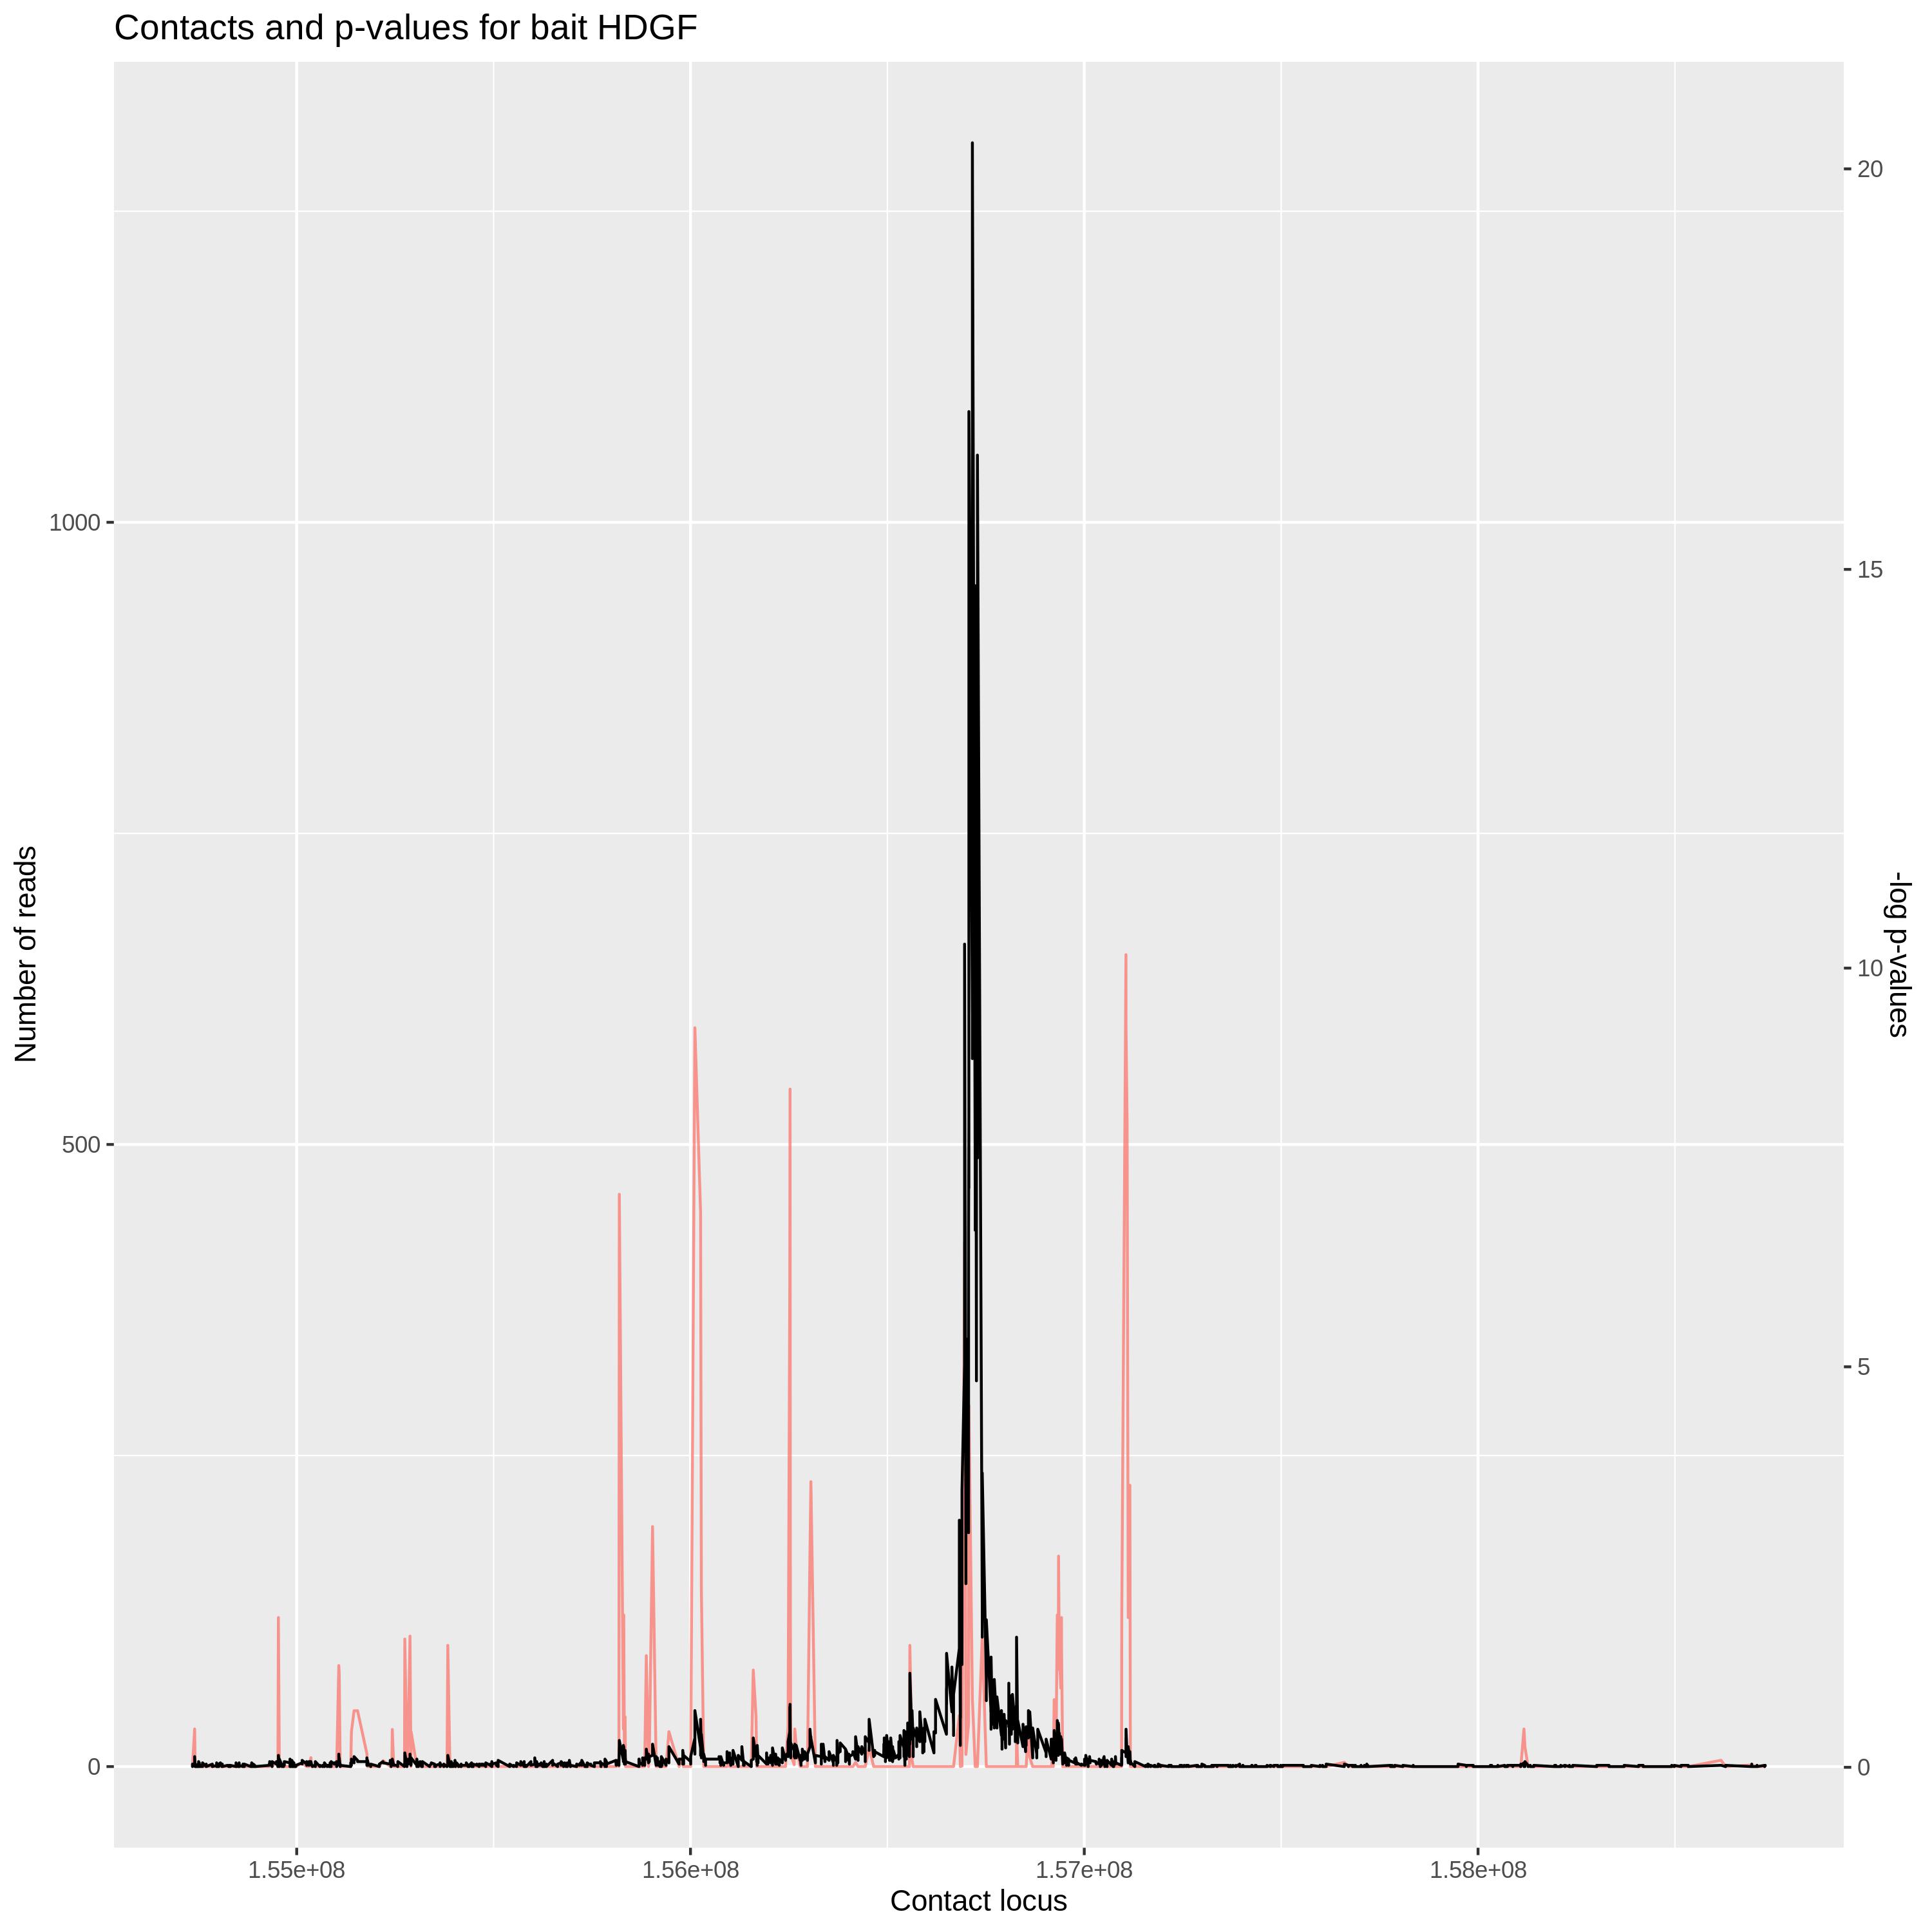 Contacts and p-values for bait HDGF
Number of reads
1000
500
0
20
15
10
5
0
-log p-values
1.55e+08
1.56e+08
1.57e+08
1.58e+08
Contact locus